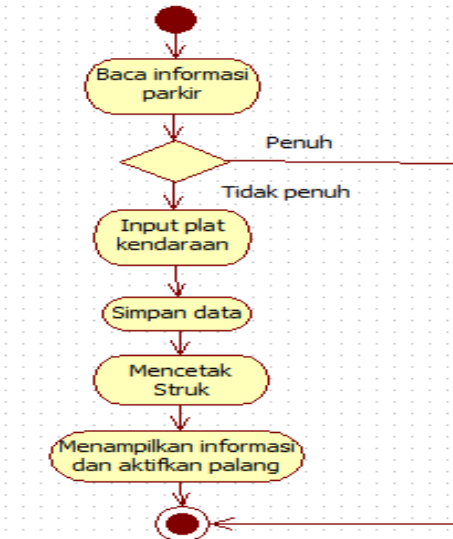 Baca informasi
parkir
Penuh
Tidak penuh
Input plat
kendaraan
Simpan data
Mencetak
Struk
Menampilkan informasi
dan aktifkan palang